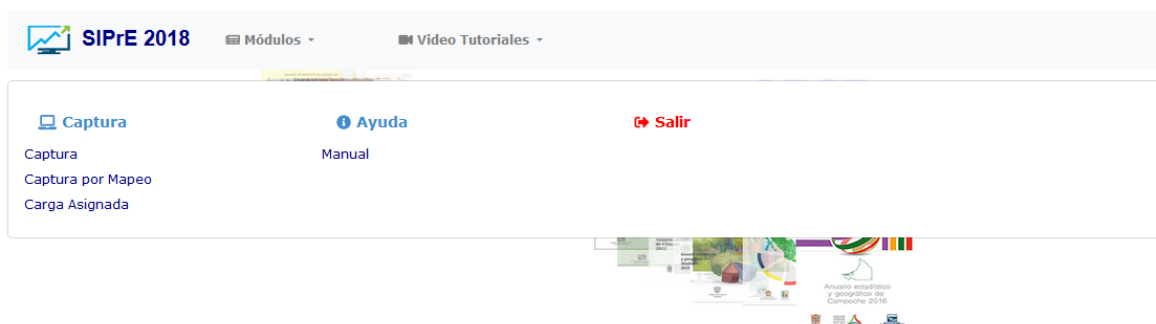 SIPrE 2018 Módulos Video Tutoriales
Captura Ayuda Salir
Captura Manual
Captura por Mapeo
Carga Asignada
Anuario estadístico
y geográfico de
Campeche 2016